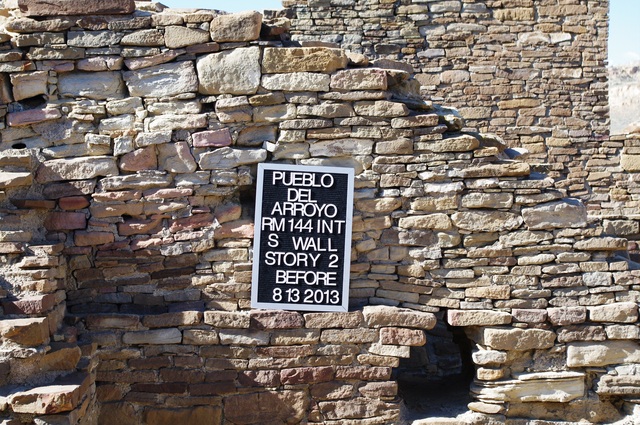 PUEBLO
DEL
ARROYO
RM 144 INT
S WALL
STORY 2
BEFORE
8 13 2013